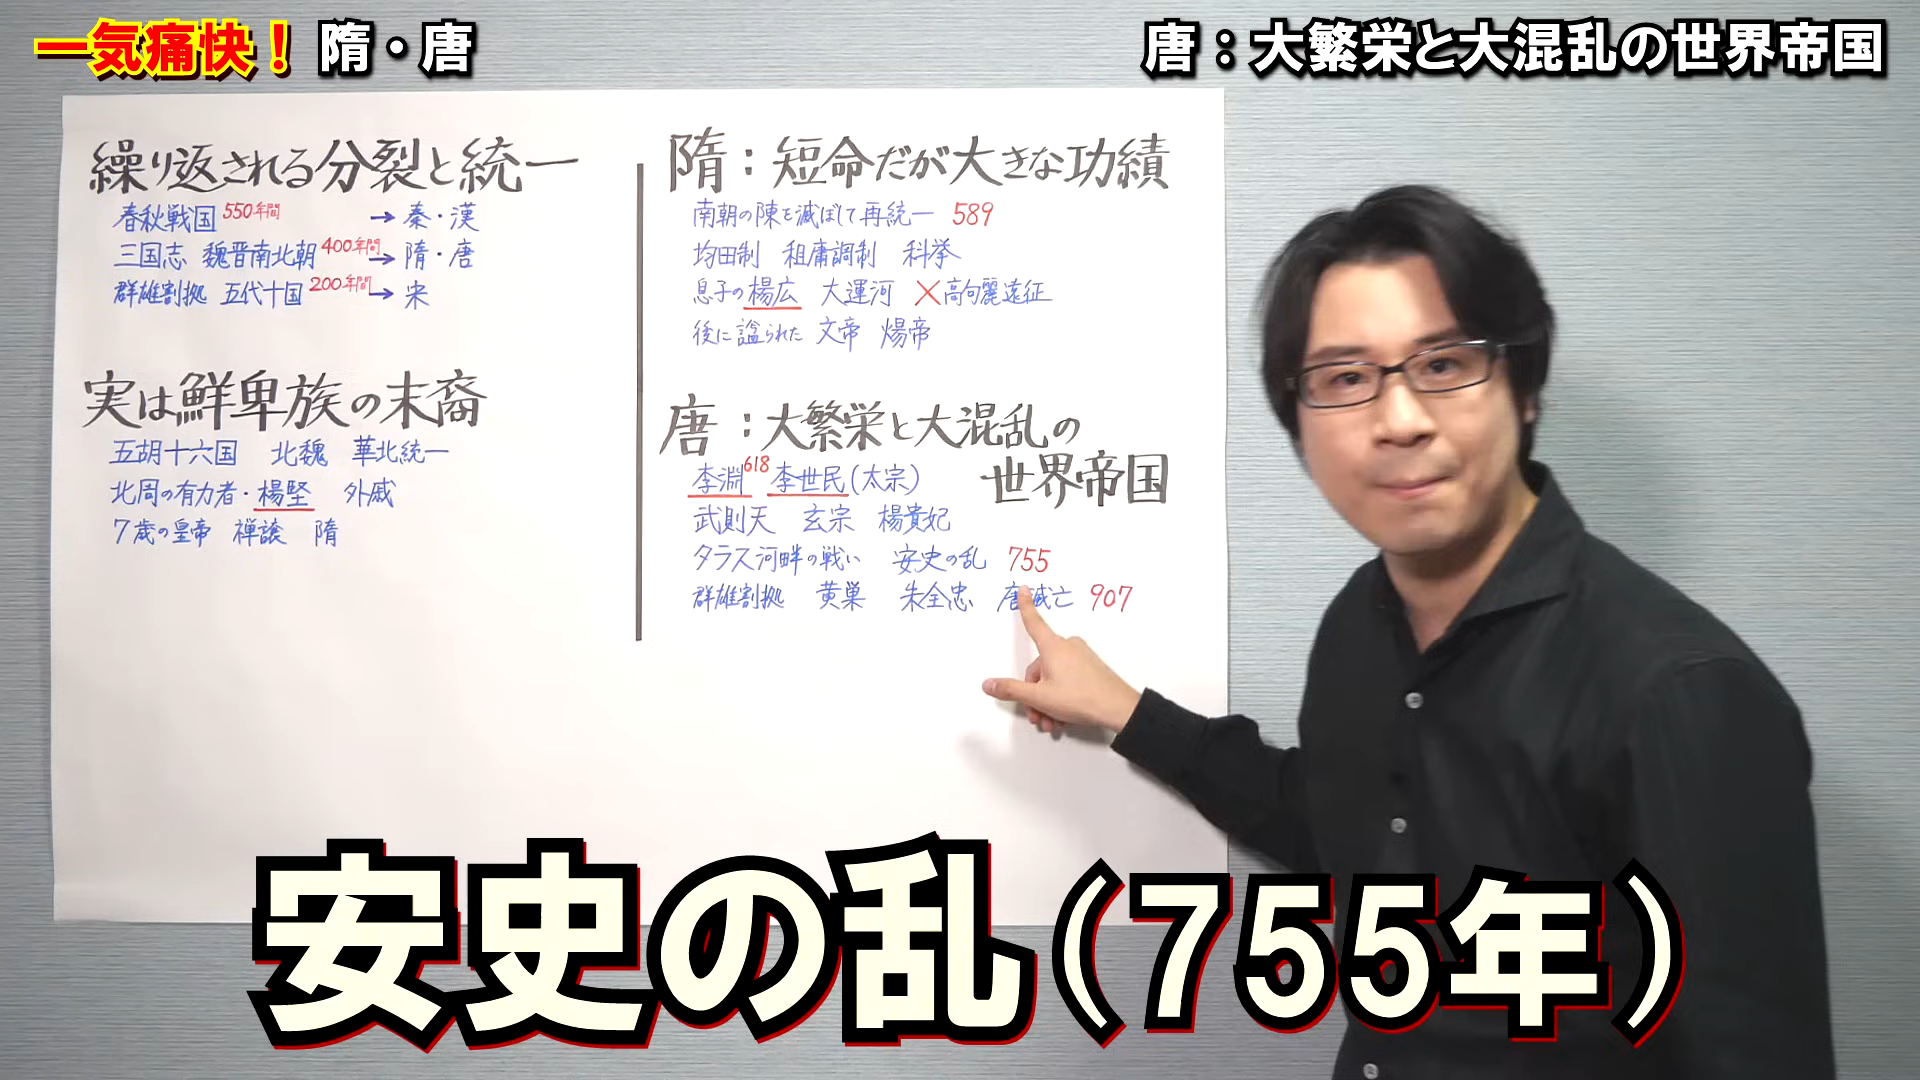 一気痛快！ 隋・唐
唐：大繁栄と大混乱の世界帝国
繰り返される分裂と統一
春秋戦国 550年間 → 秦・漢
三国志 魏晋南北朝 400年間 → 隋・唐
群雄割拠 五代十国 200年間 → 宋
実は鮮卑族の末裔
五胡十六国 北魏 華北統一
北周の有力者・楊堅 外戚
7歳の皇帝 禅譲 隋
隋：短命だが大きな功績
南朝の陳を滅ぼして再統一 589
均田制 租庸調制 科挙
息子の楊広 大運河 ×高句麗遠征
後に諡られた 文帝 煬帝
唐：大繁栄と大混乱の
世界帝国
李淵 618 李世民(太宗)
武則天 玄宗 楊貴妃
タラス河畔の戦い 安史の乱 755
群雄割拠 黄巣 朱全忠 唐滅亡 907
安史の乱（755年）